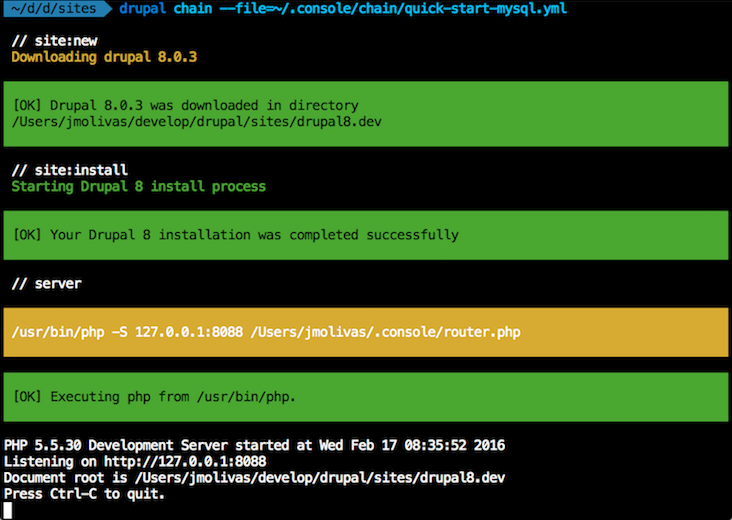 ~/d/d/sites drupal chain --file=~/.console/chain/quick-start-mysql.yml
// site:new
Downloading drupal 8.0.3
[OK] Drupal 8.0.3 was downloaded in directory
/Users/jmolivas/develop/drupal/sites/drupal8.dev
// site:install
Starting Drupal 8 install process
[OK] Your Drupal 8 installation was completed successfully
// server
/usr/bin/php -S 127.0.0.1:8088 /Users/jmolivas/.console/router.php
[OK] Executing php from /usr/bin/php.
PHP 5.5.30 Development Server started at Wed Feb 17 08:35:52 2016
Listening on http://127.0.0.1:8088
Document root is /Users/jmolivas/develop/drupal/sites/drupal8.dev
Press Ctrl-C to quit.